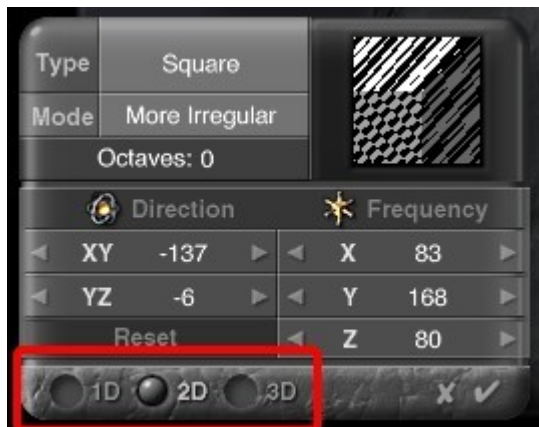 Type Square
Mode More Irregular
Octaves: 0
Direction Frequency
XY -137 X 83
YZ -6 Y 168
Reset Z 80
1D 2D 3D